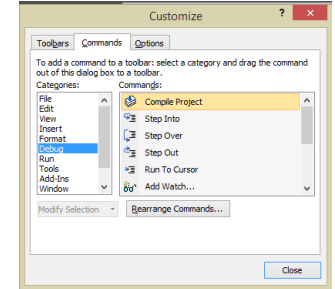 Customize
?
×
Toolbars Commands Options
To add a command to a toolbar: select a category and drag the command
out of this dialog box to a toolbar.
Categories: Commands:
File
Edit
View
Insert
Format
Debug
Run
Tools
Add-Ins
Window
Compile Project
Step Into
Step Over
Step Out
Run To Cursor
Add Watch...
Modify Selection
Rearrange Commands...
Close